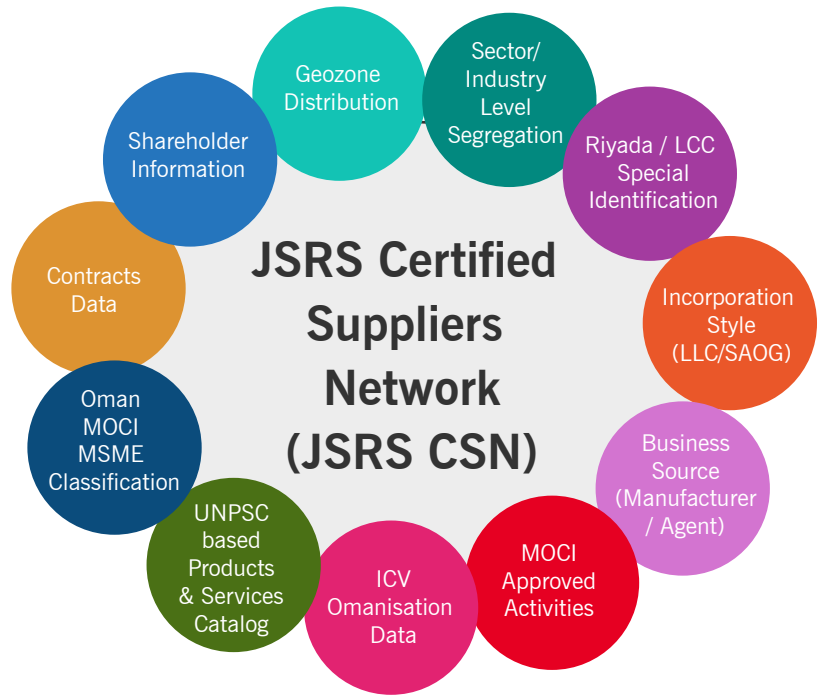 Geozone
Distribution
Sector/
Industry
Level
Segregation
Riyada / LCC
Special
Identification
Incorporation
Style
(LLC/SAOG)
Business
Source
(Manufacturer
/ Agent)
MOCI
Approved
Activities
ICV
Omanisation
Data
UNPSC
based
Products
& Services
Catalog
Oman
MOCI
MSME
Classification
Contracts
Data
Shareholder
Information
JSRS Certified
Suppliers
Network
(JSRS CSN)